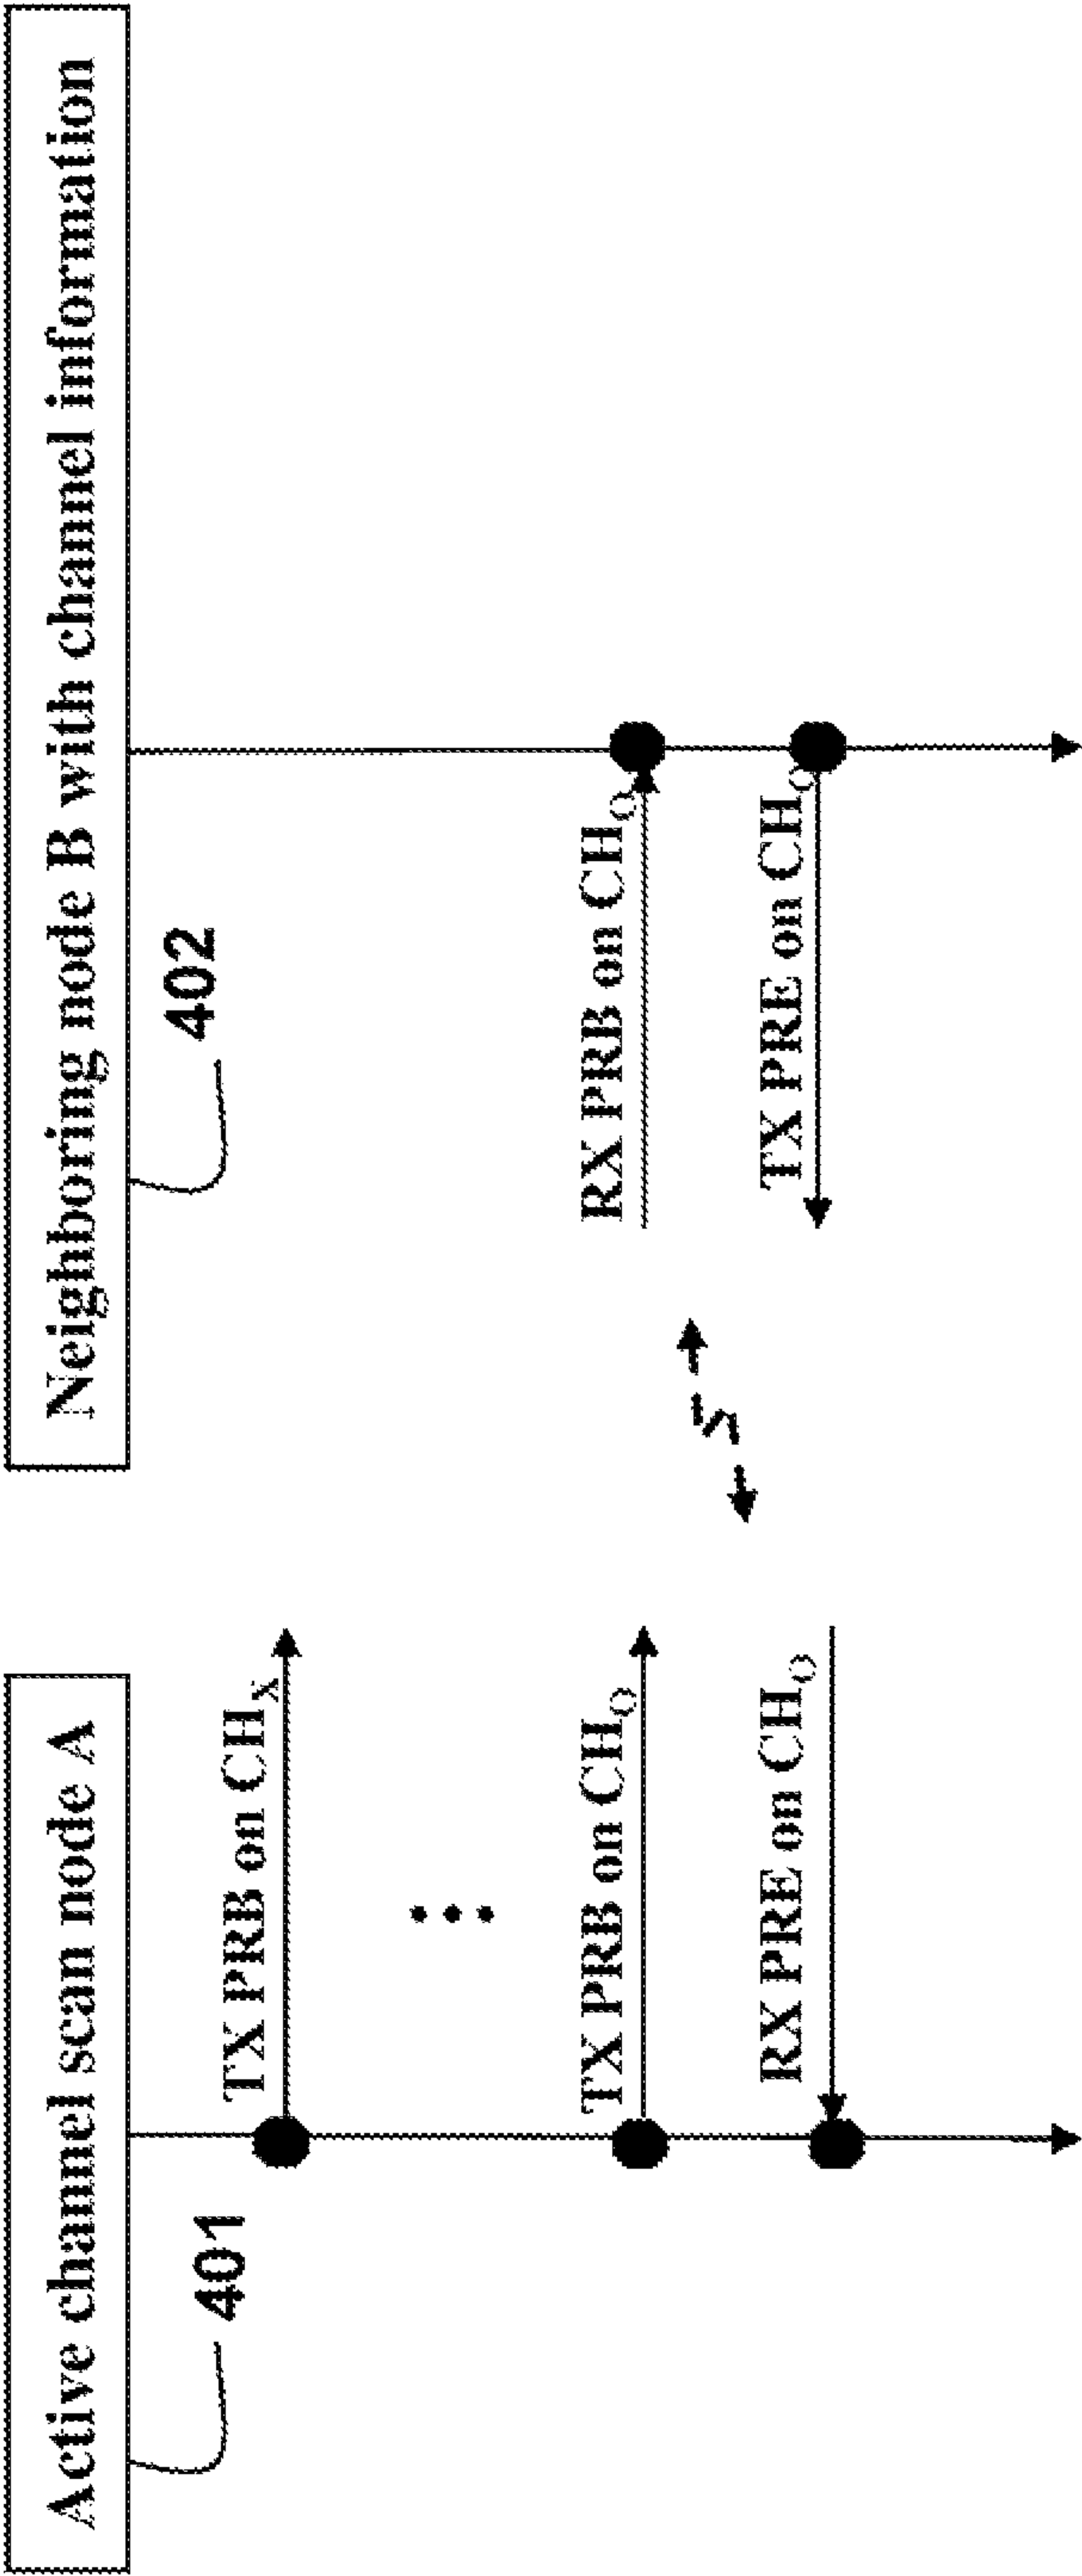 Active channel scan node A
Neighboring node B with channel information
401
402
TX PRB on CHX
TX PRB on CHO
RX PRB on CHO
RX PRE on CHO
TX PRE on CHO